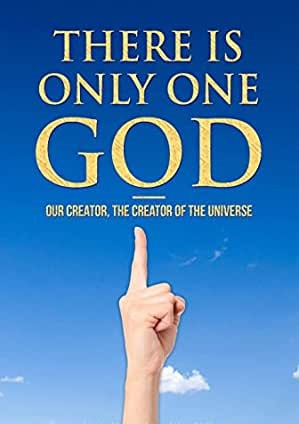 THERE IS
ONLY ONE
GOD
OUR CREATOR, THE CREATOR OF THE UNIVERSE